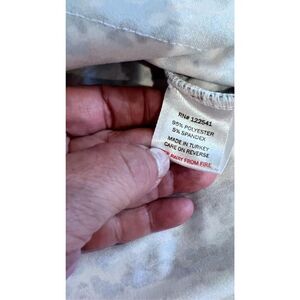 RN# 122541
95% POLYESTER
5% SPANDEX
MADE IN TURKEY
CARE ON REVERSE
AWAY FROM FIRE